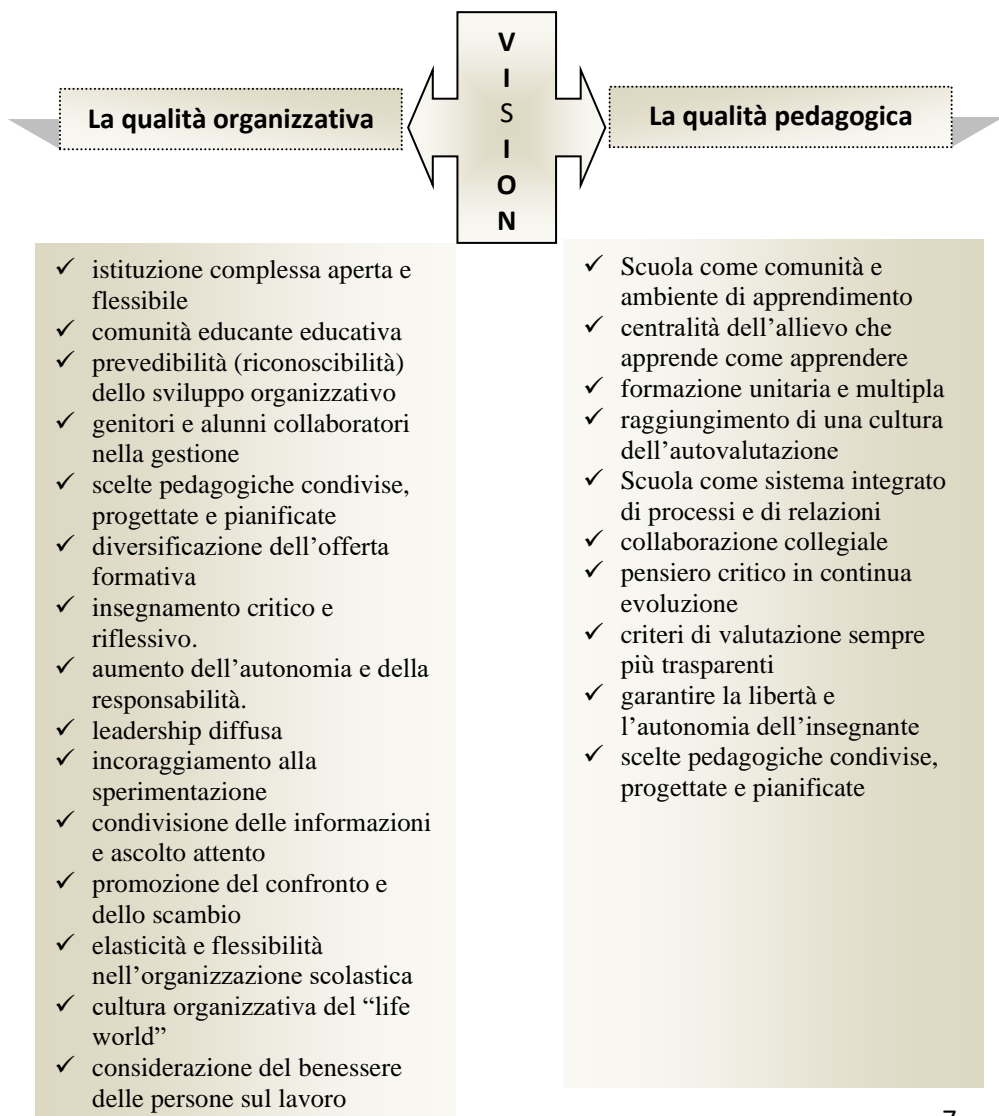 V
I
S
I
O
N
La qualità organizzativa
La qualità pedagogica
✓ istituzione complessa aperta e
flessibile
✓ comunità educante educativa
✓ prevedibilità (riconoscibilità)
dello sviluppo organizzativo
✓ genitori e alunni collaboratori
nella gestione
✓ scelte pedagogiche condivise,
progettate e pianificate
✓ diversificazione dell’offerta
formativa
✓ insegnamento critico e
riflessivo.
✓ aumento dell’autonomia e della
responsabilità.
✓ leadership diffusa
✓ incoraggiamento alla
sperimentazione
✓ condivisione delle informazioni
e ascolto attento
✓ promozione del confronto e
dello scambio
✓ elasticità e flessibilità
nell’organizzazione scolastica
✓ cultura organizzativa del “life
world”
✓ considerazione del benessere
delle persone sul lavoro
✓ Scuola come comunità e
ambiente di apprendimento
✓ centralità dell’allievo che
apprende come apprendere
✓ formazione unitaria e multipla
✓ raggiungimento di una cultura
dell’autovalutazione
✓ Scuola come sistema integrato
di processi e di relazioni
✓ collaborazione collegiale
✓ pensiero critico in continua
evoluzione
✓ criteri di valutazione sempre
più trasparenti
✓ garantire la libertà e
l’autonomia dell’insegnante
✓ scelte pedagogiche condivise,
progettate e pianificate